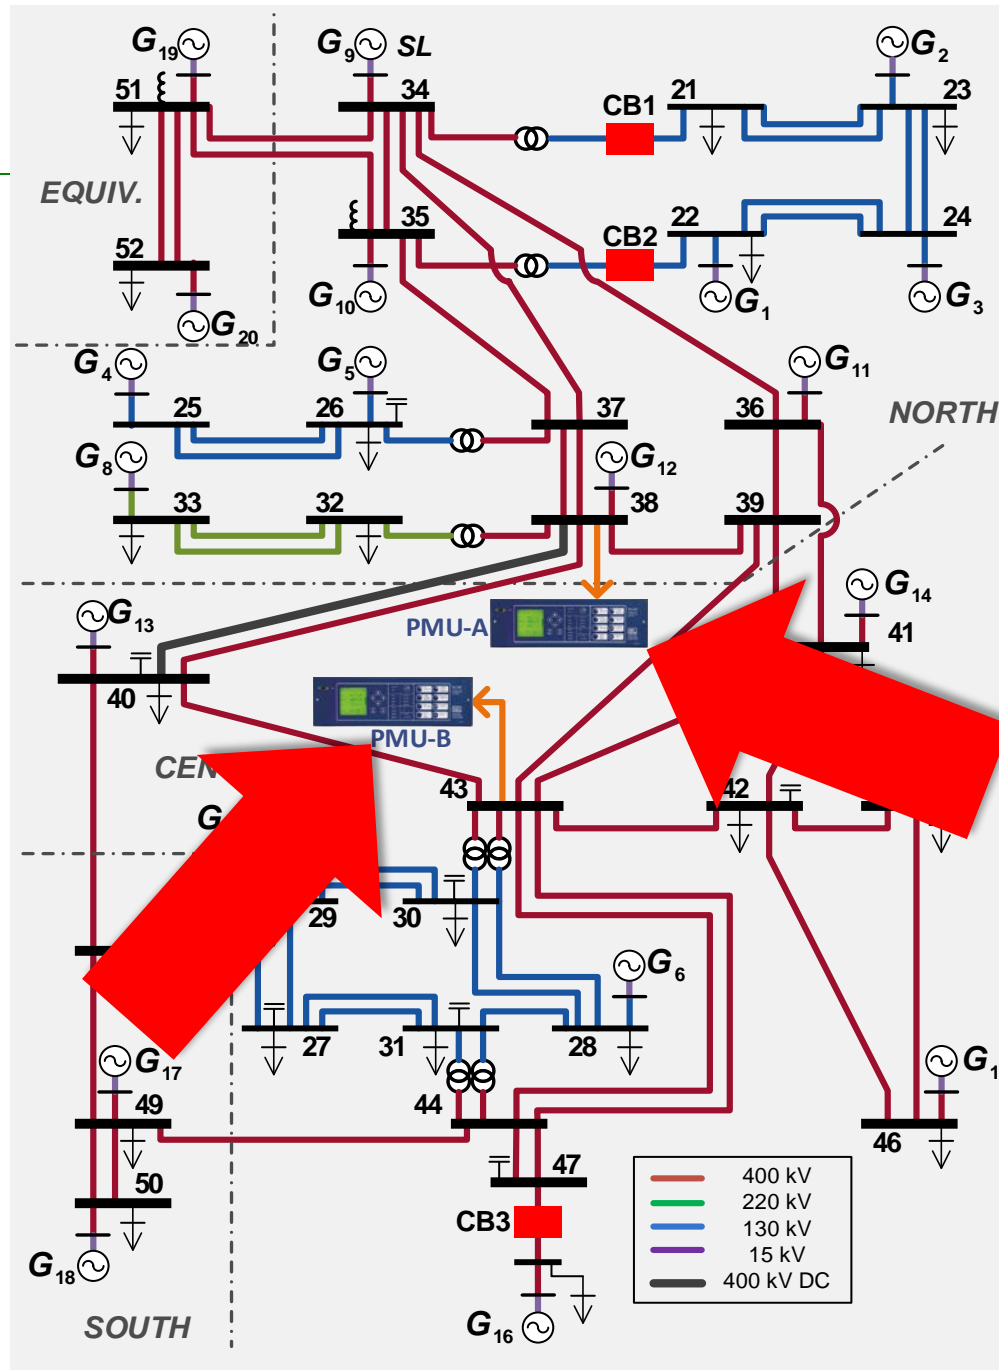 G19
G9 SL
G2
51
34
CB1
21
23
EQUIV.
52
35
22
24
CB2
G20
G10
G1
G3
G4
G5
G11
25
26
37
36
NORTH
G8
G12
33
32
38
39
G13
PMU-A
G14
41
40
PMU-B
CEN
43
42
G
29
30
G6
27
31
28
G17
44
G1
49
46
50
47
CB3
G18
G16
SOUTH
400 kV
220 kV
130 kV
15 kV
400 kV DC